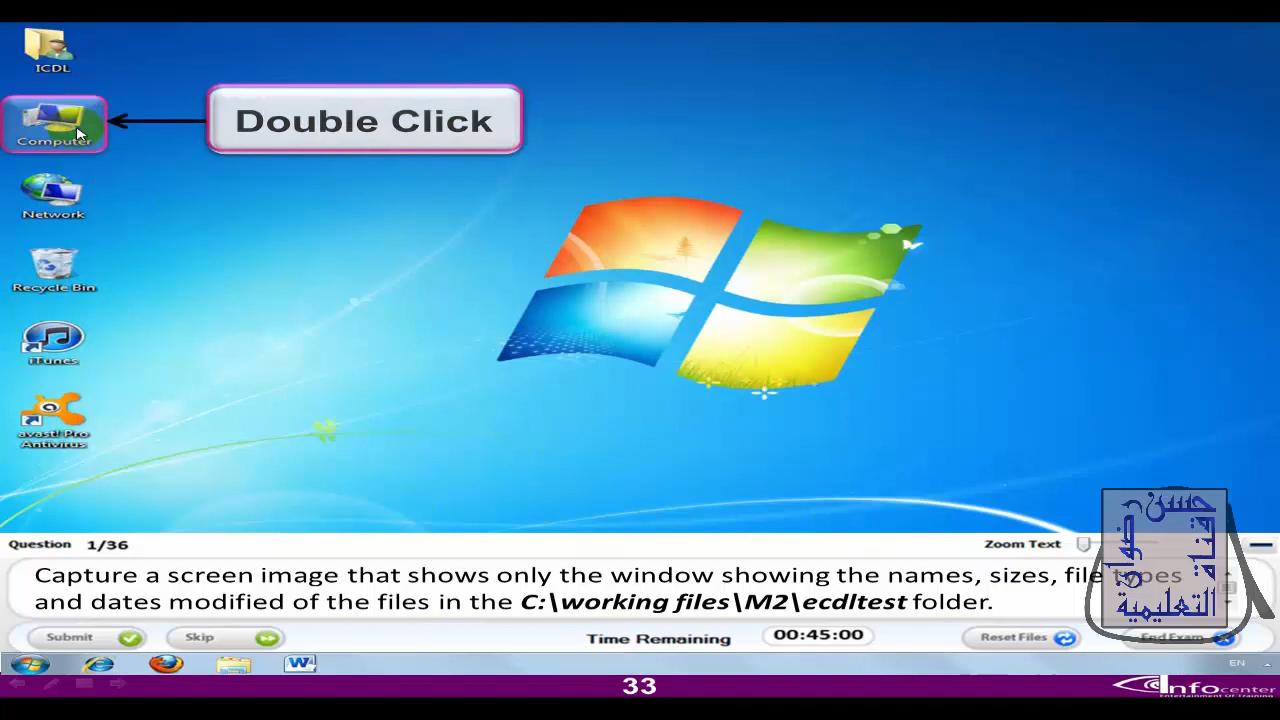 ICDL
Double Click
Computer
Network
Recycle Bin
iTunes
avast! Pro
Antivirus
Question 1/36
Zoom Text
Capture a screen image that shows only the window showing the names, sizes, file types
and dates modified of the files in the C:\working files\M2\ecdltest folder.
حسن رضوان
قناة
التعليمية
Submit
Skip
Time Remaining
00:45:00
Reset Files
End Exam
EN
33
Infocenter
Entertainment Of Training